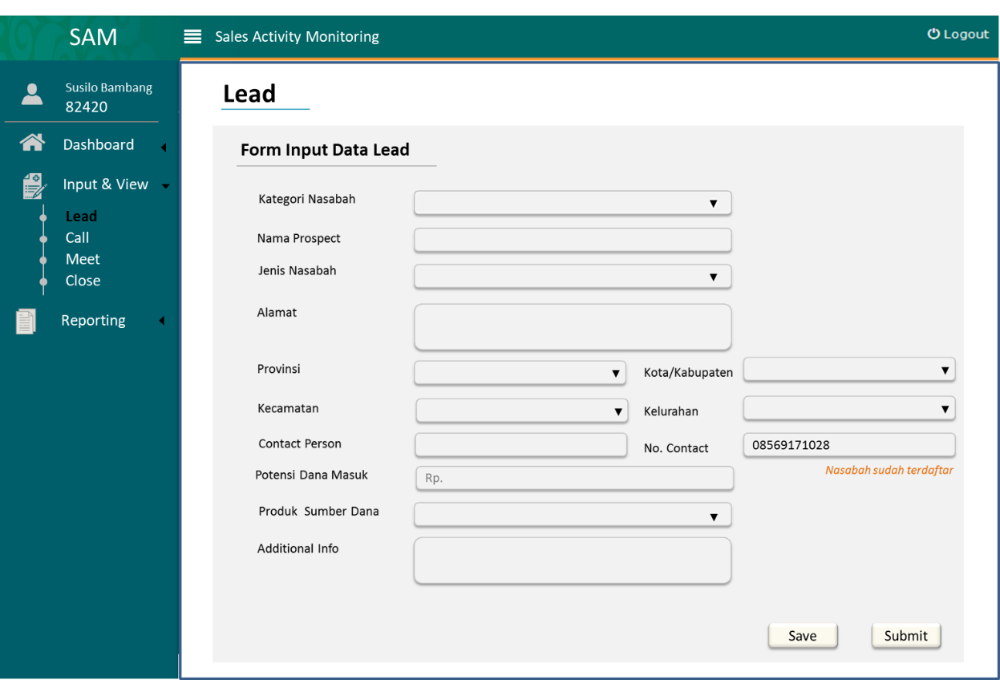 SAM
Sales Activity Monitoring
Logout
Susilo Bambang
82420
Dashboard
Input & View
Lead
Call
Meet
Close
Reporting
Lead
Form Input Data Lead
Kategori Nasabah
Nama Prospect
Jenis Nasabah
Alamat
Provinsi
Kota/Kabupaten
Kecamatan
Kelurahan
Contact Person
No. Contact 08569171028
Nasabah sudah terdaftar
Potensi Dana Masuk Rp.
Produk Sumber Dana
Additional Info
Save
Submit